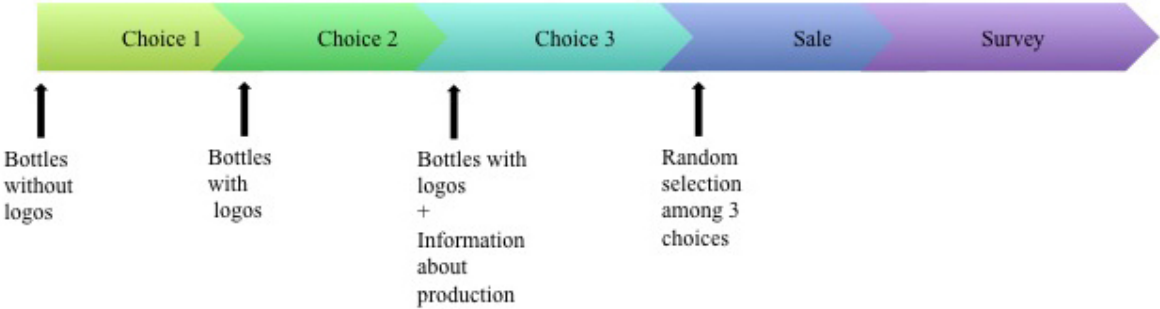 Choice 1
Choice 2
Choice 3
Sale
Survey
Bottles
without
logos
Bottles
with
logos
Bottles with
logos
+
Information
about
production
Random
selection
among 3
choices